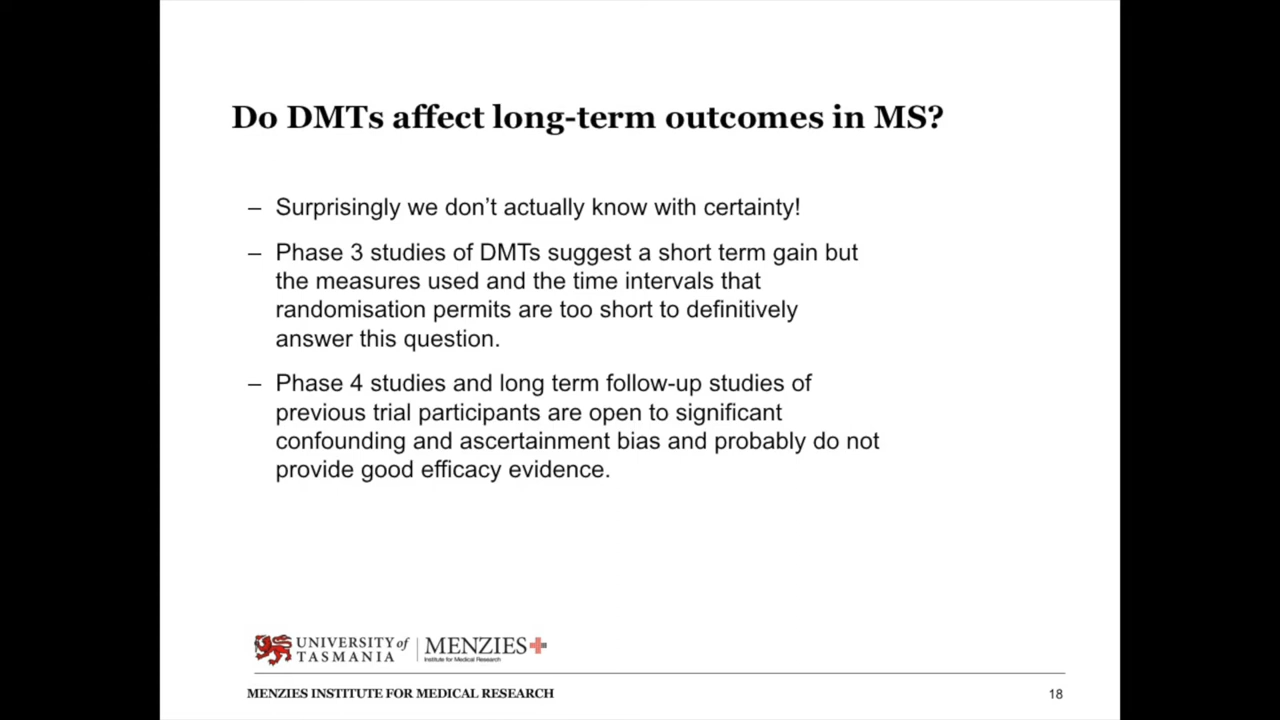 Do DMTs affect long-term outcomes in MS?
– Surprisingly we don’t actually know with certainty!
– Phase 3 studies of DMTs suggest a short term gain but
the measures used and the time intervals that
randomisation permits are too short to definitively
answer this question.
– Phase 4 studies and long term follow-up studies of
previous trial participants are open to significant
confounding and ascertainment bias and probably do not
provide good efficacy evidence.
UNIVERSITY of
TASMANIA
MENZIES
Institute for Medical Research
MENZIES INSTITUTE FOR MEDICAL RESEARCH
18